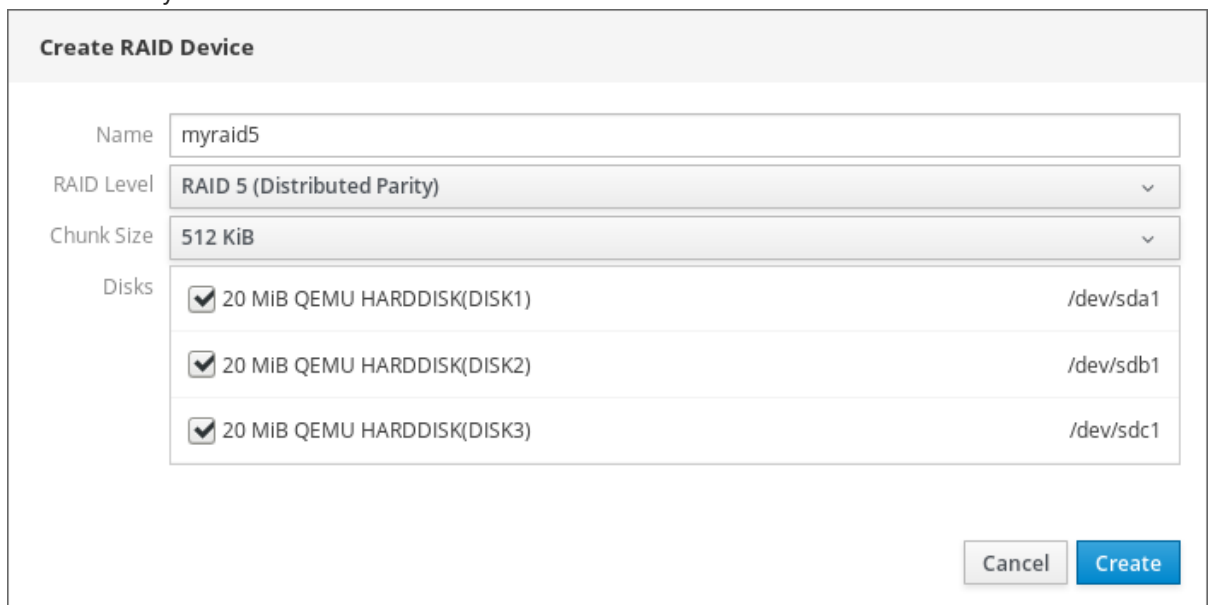 Create RAID Device
Name myraid5
RAID Level RAID 5 (Distributed Parity)
Chunk Size 512 KiB
Disks 20 MiB QEMU HARDDISK(DISK1) /dev/sda1
20 MiB QEMU HARDDISK(DISK2) /dev/sdb1
20 MiB QEMU HARDDISK(DISK3) /dev/sdc1
Cancel Create